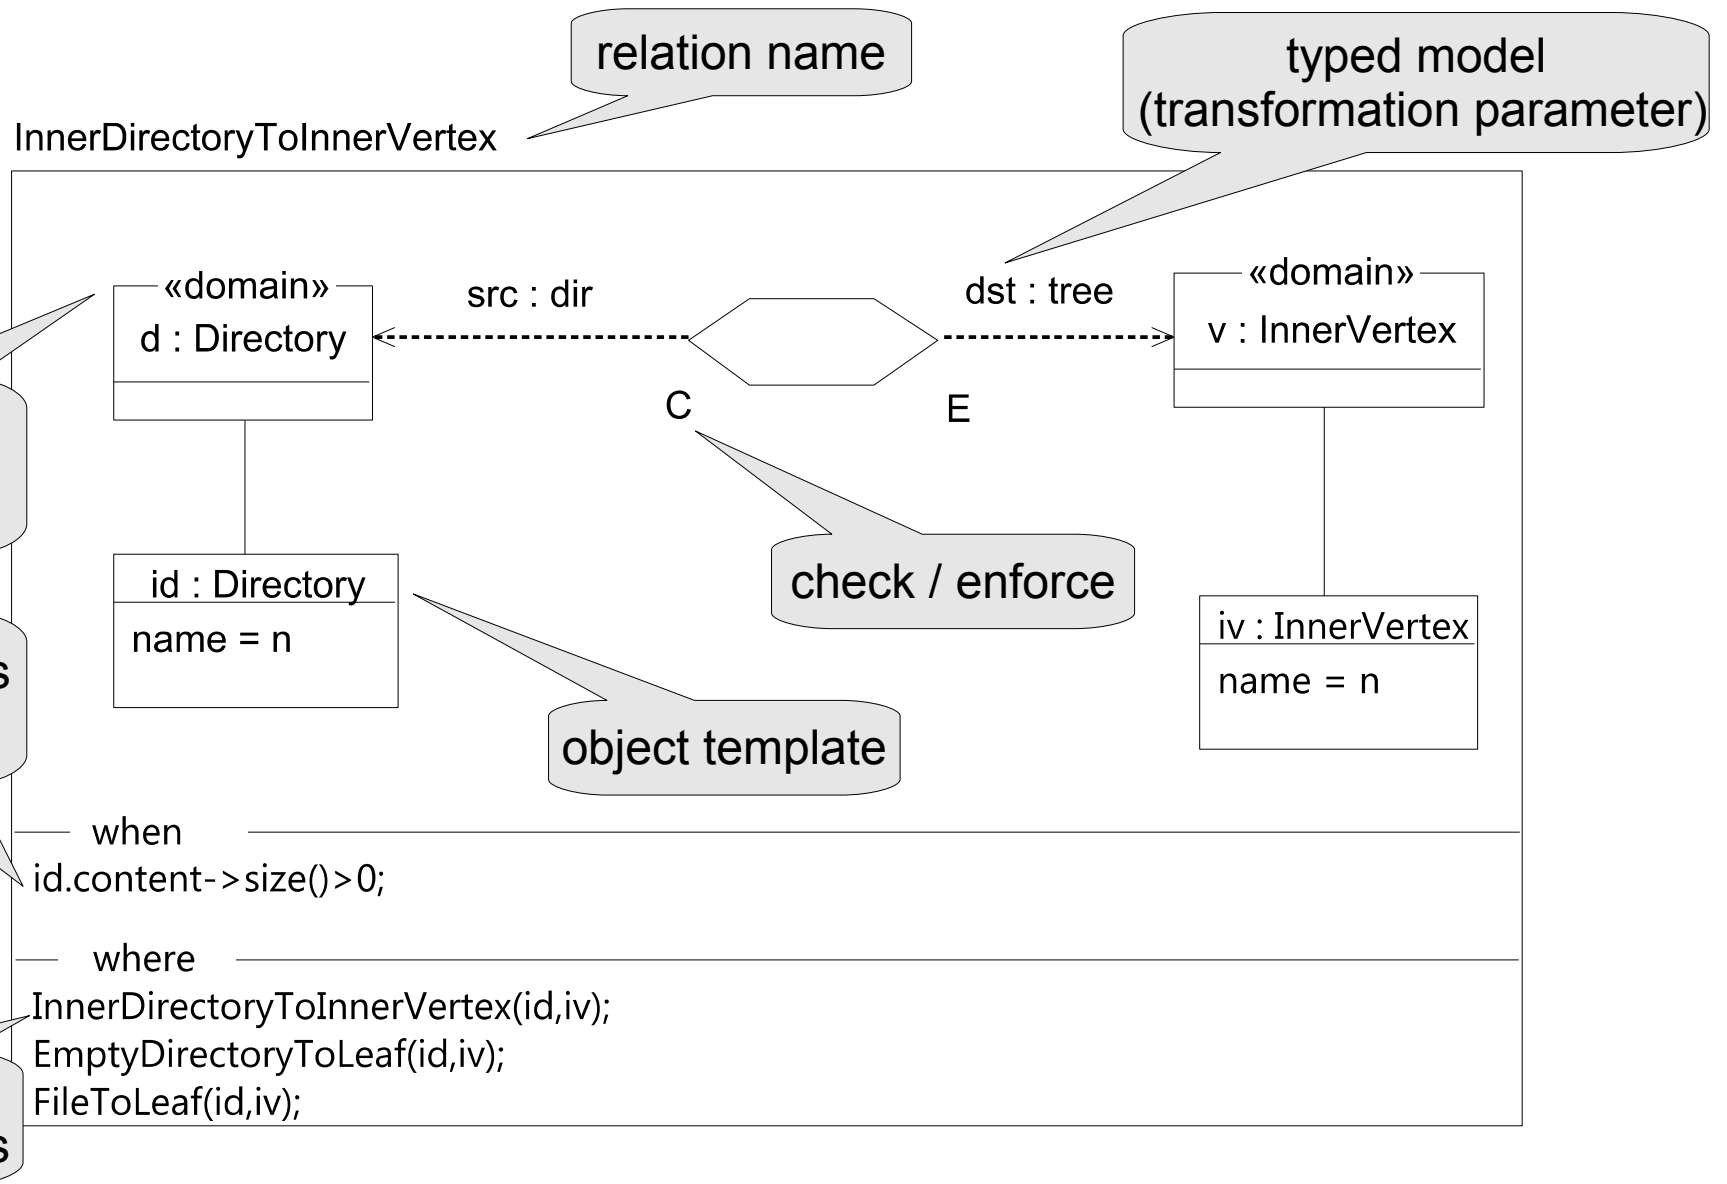 relation name
typed model
(transformation parameter)
InnerDirectoryToInnerVertex
«domain»
d : Directory
src : dir
dst : tree
«domain»
v : InnerVertex
C
E
check / enforce
id : Directory
name = n
object template
iv : InnerVertex
name = n
when
id.content->size()>0;
where
InnerDirectoryToInnerVertex(id,iv);
EmptyDirectoryToLeaf(id,iv);
FileToLeaf(id,iv);